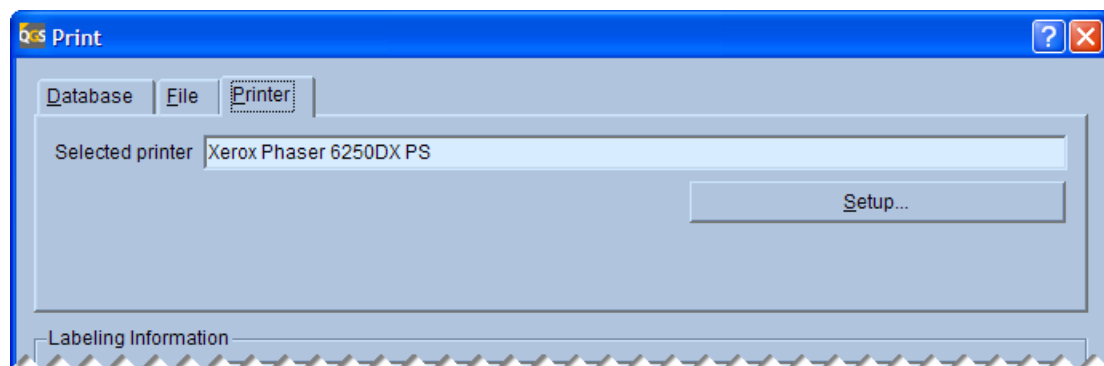 QGS Print ?
Database File Printer
Selected printer Xerox Phaser 6250DX PS
Setup...
Labeling Information